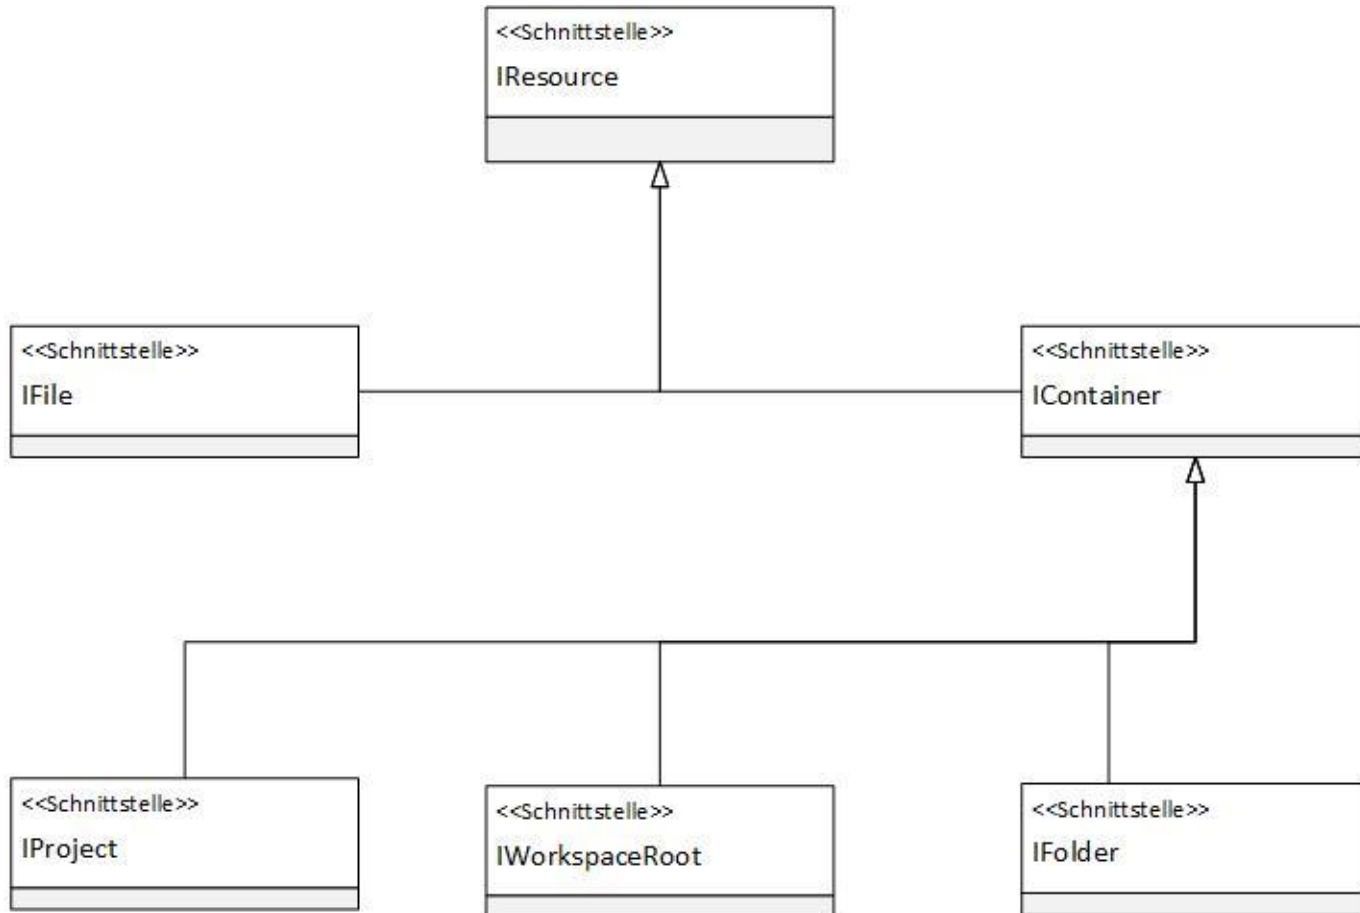 <<Schnittstelle>>
IResource
<<Schnittstelle>>
IFile
<<Schnittstelle>>
IContainer
<<Schnittstelle>>
IProject
<<Schnittstelle>>
IWorkspaceRoot
<<Schnittstelle>>
IFolder